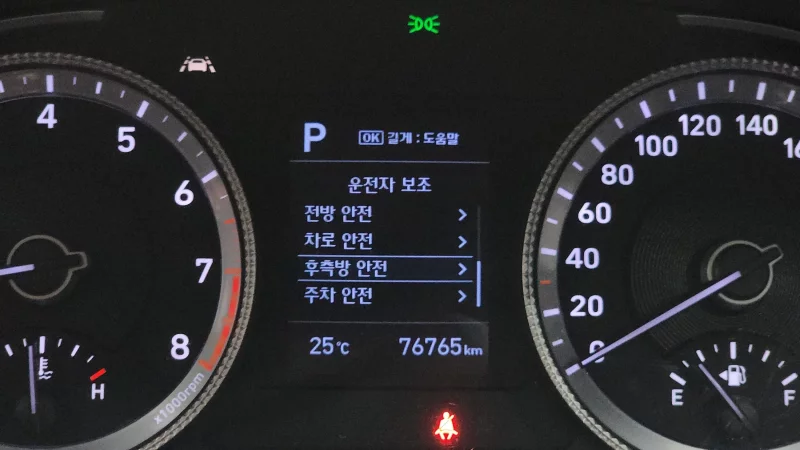 P
OK 길게 : 도움말
운전자 보조
전방 안전 >
차로 안전 >
후측방 안전 >
주차 안전 >
25℃ 76765km
4
5
6
7
8
x1000rpm
H
0
20
40
60
80
100
120
140
E
F